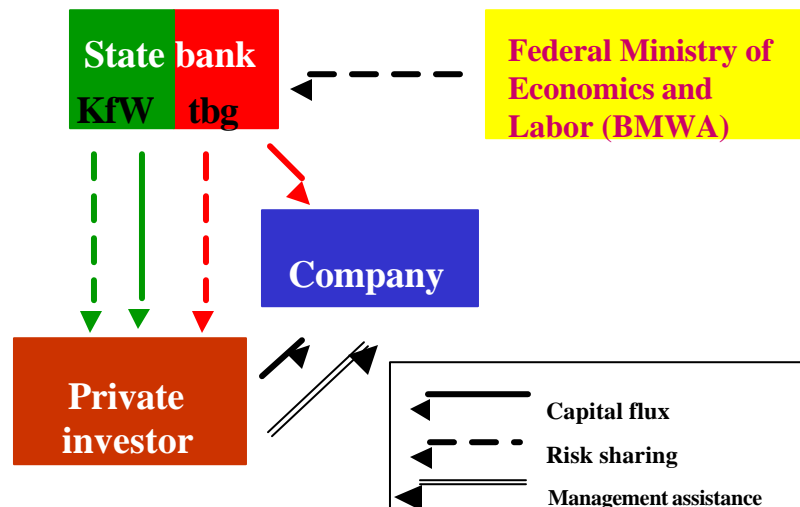 State bank
KfW tbg
Federal Ministry of
Economics and
Labor (BMWA)
Company
Private
investor
Capital flux
Risk sharing
Management assistance